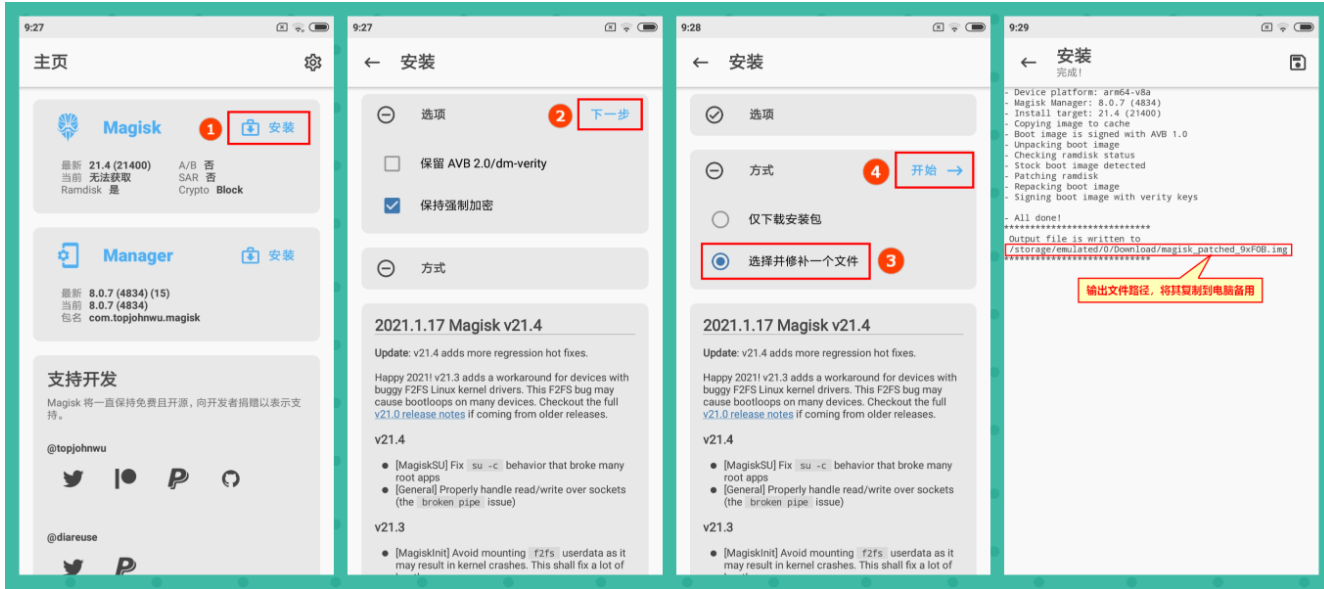 9:27
主页
Magisk
1
安装
最新 21.4 (21400)
A/B 否
当前 无法获取
SAR 否
Ramdisk 是
Crypto Block
Manager
安装
最新 8.0.7 (4834) (15)
当前 8.0.7 (4834)
包名 com.topjohnwu.magisk
支持开发
Magisk 将一直保持免费且开源，向开发者捐赠以表示支
持。
@topjohnwu
@diareuse
9:27
← 安装
选项
2
下一步
保留 AVB 2.0/dm-verity
保持强制加密
方式
2021.1.17 Magisk v21.4
Update: v21.4 adds more regression hot fixes.
Happy 2021! v21.3 adds a workaround for devices with
buggy F2FS Linux kernel drivers. This F2FS bug may
cause bootloops on many devices. Checkout the full
v21.0 release notes if coming from older releases.
v21.4
● [MagiskSU] Fix su -c behavior that broke many
root apps
● [General] Properly handle read/write over sockets
(the broken pipe issue)
v21.3
● [MagiskInit] Avoid mounting f2fs userdata as it
may result in kernel crashes. This shall fix a lot of
9:28
← 安装
选项
方式
4
开始 →
仅下载安装包
选择并修补一个文件
3
2021.1.17 Magisk v21.4
Update: v21.4 adds more regression hot fixes.
Happy 2021! v21.3 adds a workaround for devices with
buggy F2FS Linux kernel drivers. This F2FS bug may
cause bootloops on many devices. Checkout the full
v21.0 release notes if coming from older releases.
v21.4
● [MagiskSU] Fix su -c behavior that broke many
root apps
● [General] Properly handle read/write over sockets
(the broken pipe issue)
v21.3
● [MagiskInit] Avoid mounting f2fs userdata as it
may result in kernel crashes. This shall fix a lot of
9:29
← 安装
完成！
- Device platform: arm64-v8a
- Magisk Manager: 8.0.7 (4834)
- Install target: 21.4 (21400)
- Copying image to cache
- Boot image is signed with AVB 1.0
- Unpacking boot image
- Checking ramdisk status
- Stock boot image detected
- Patching ramdisk
- Repacking boot image
- Signing boot image with verity keys
- All done!
****************************
Output file is written to
/storage/emulated/0/Download/magisk_patched_9xF0B.img
****************************
输出文件路径，将其复制到电脑备用